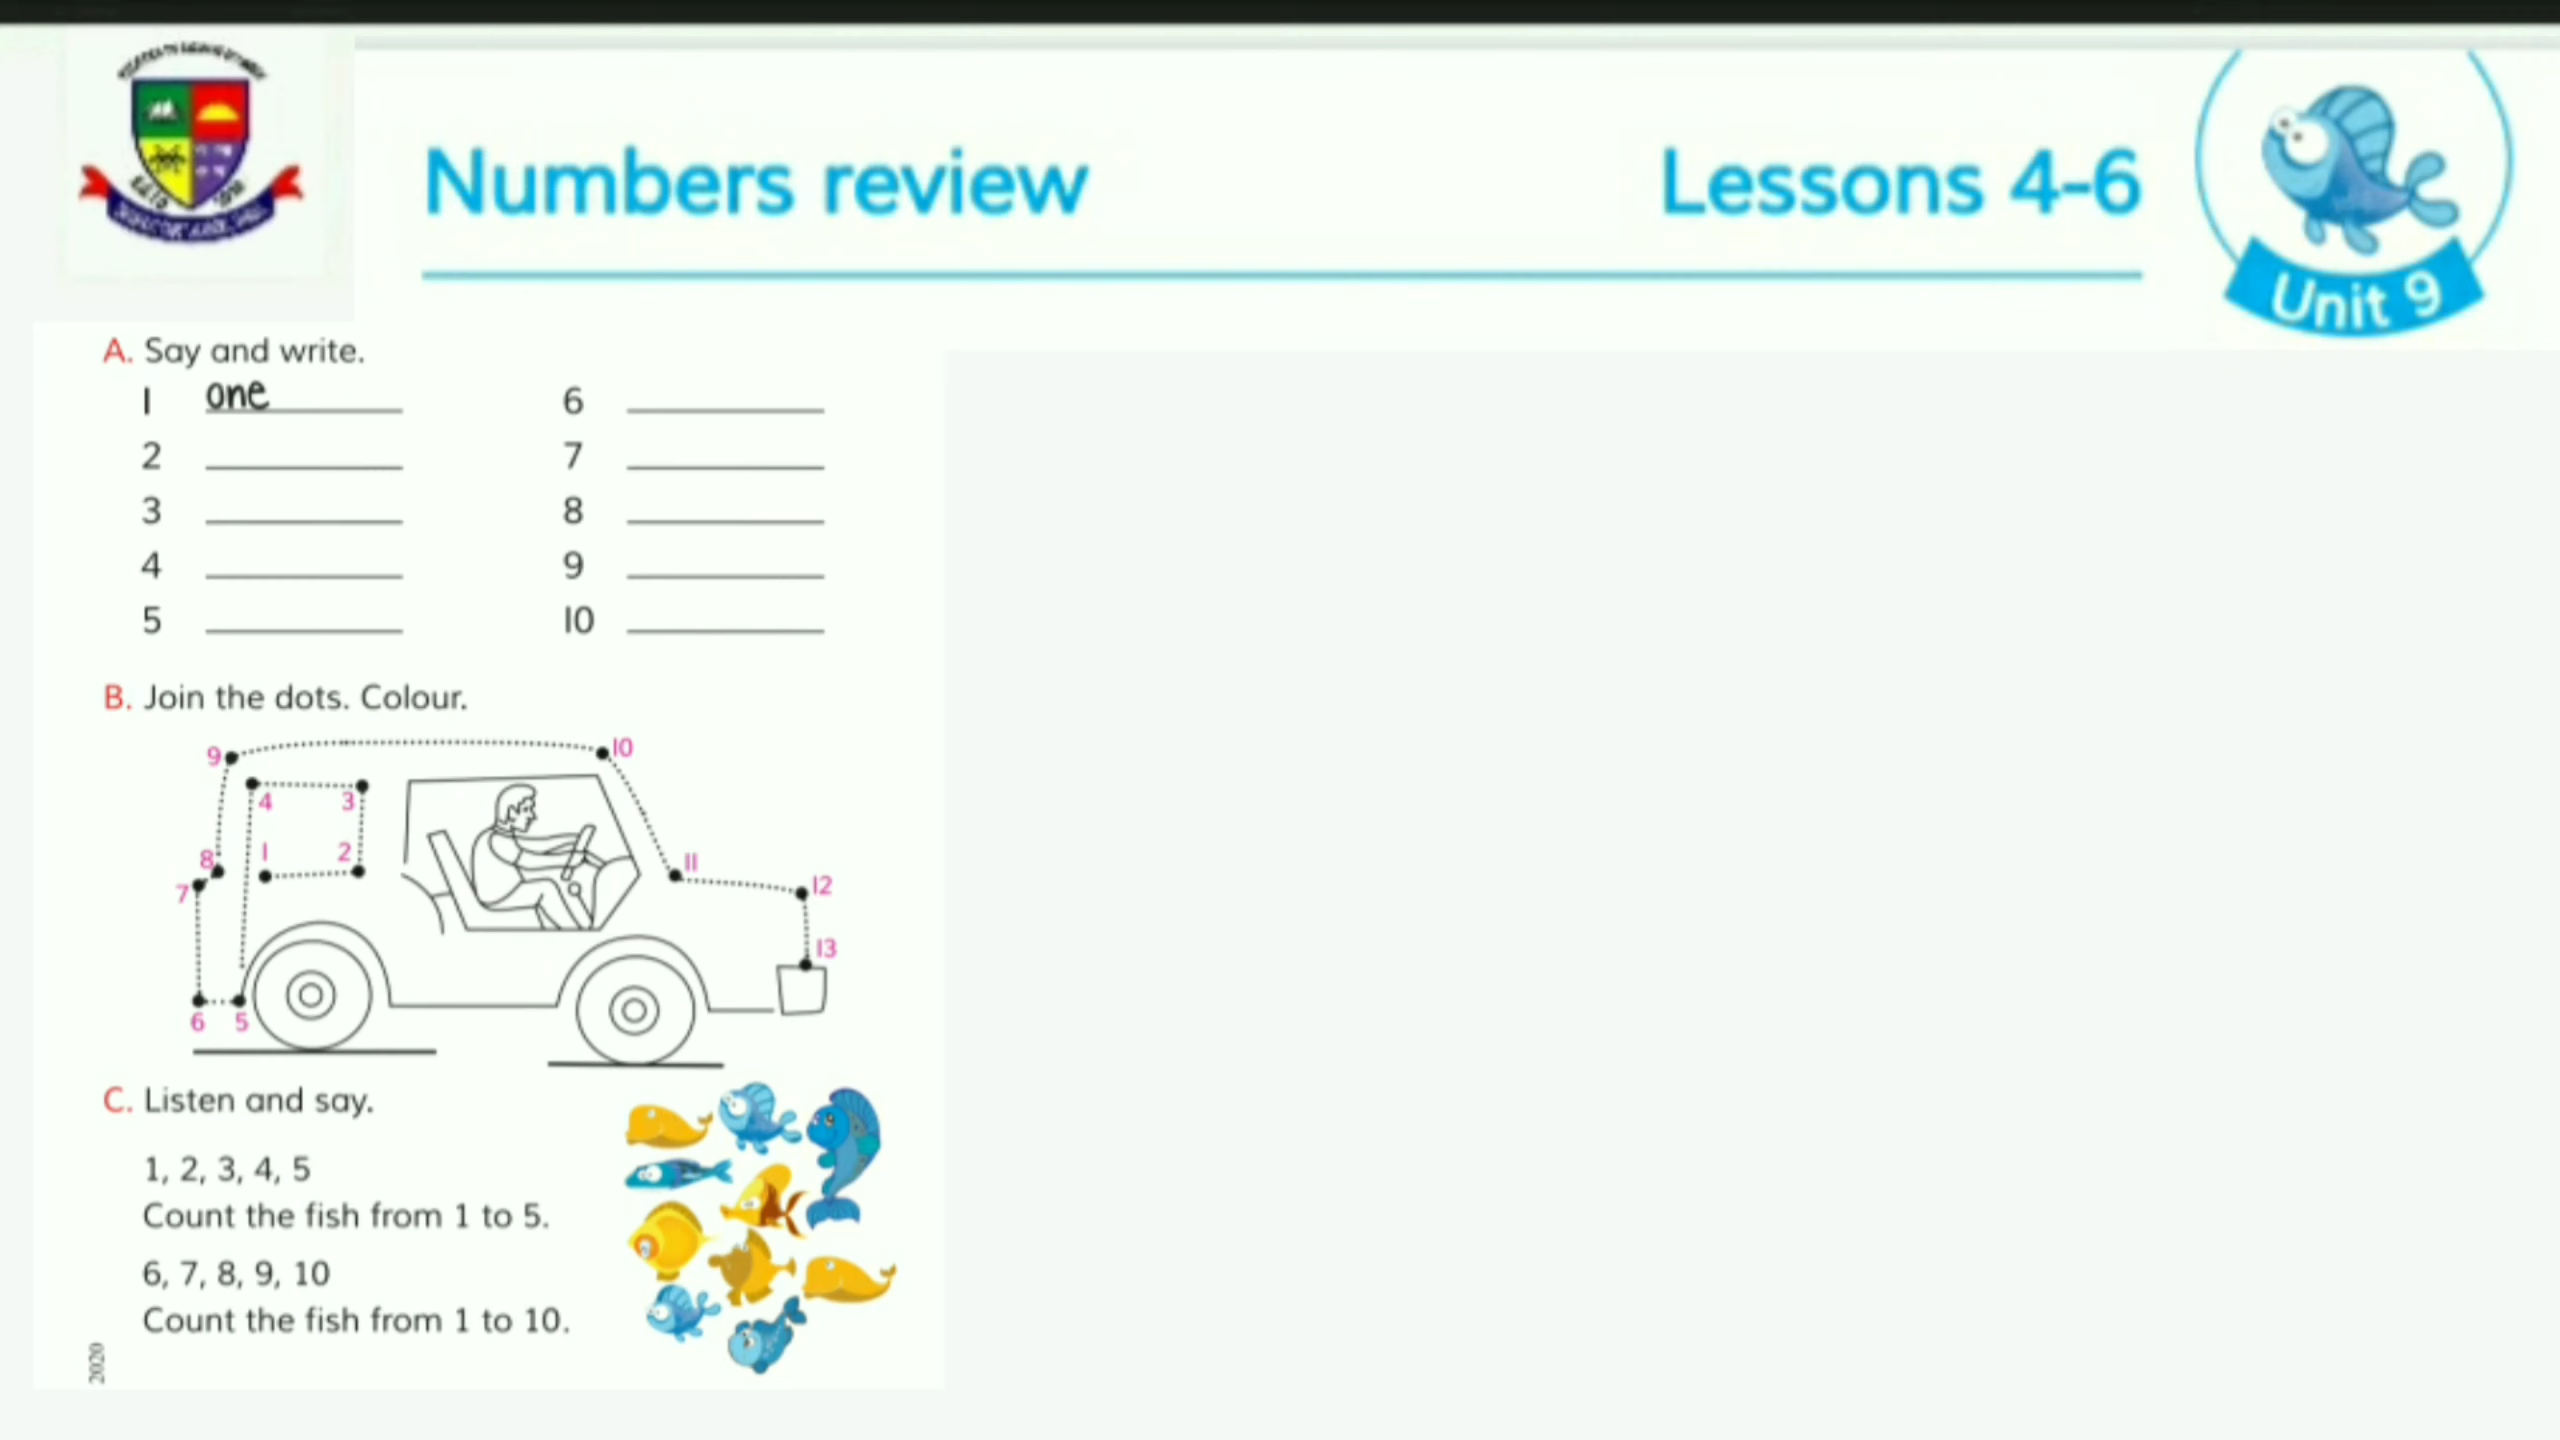 Numbers review
Lessons 4-6
Unit 9
A. Say and write.
1 one
2
3
4
5
6
7
8
9
10
B. Join the dots. Colour.
9
10
4 3
1 2
8
7
11
12
13
6 5
C. Listen and say.
1, 2, 3, 4, 5
Count the fish from 1 to 5.
6, 7, 8, 9, 10
Count the fish from 1 to 10.
2020